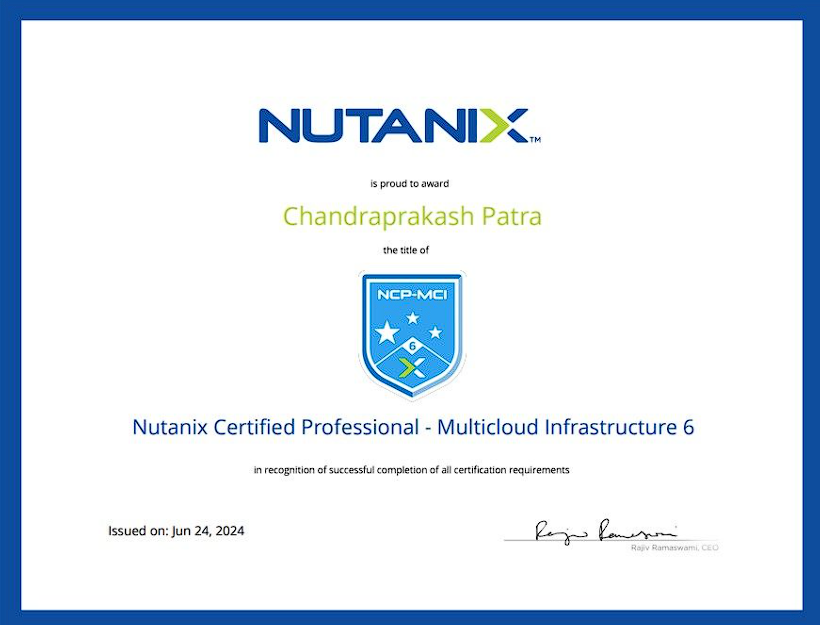 NUTANIX™
is proud to award
Chandraprakash Patra
the title of
NCP-MCI
6
Nutanix Certified Professional - Multicloud Infrastructure 6
in recognition of successful completion of all certification requirements
Issued on: Jun 24, 2024
Rajiv Ramaswami, CEO